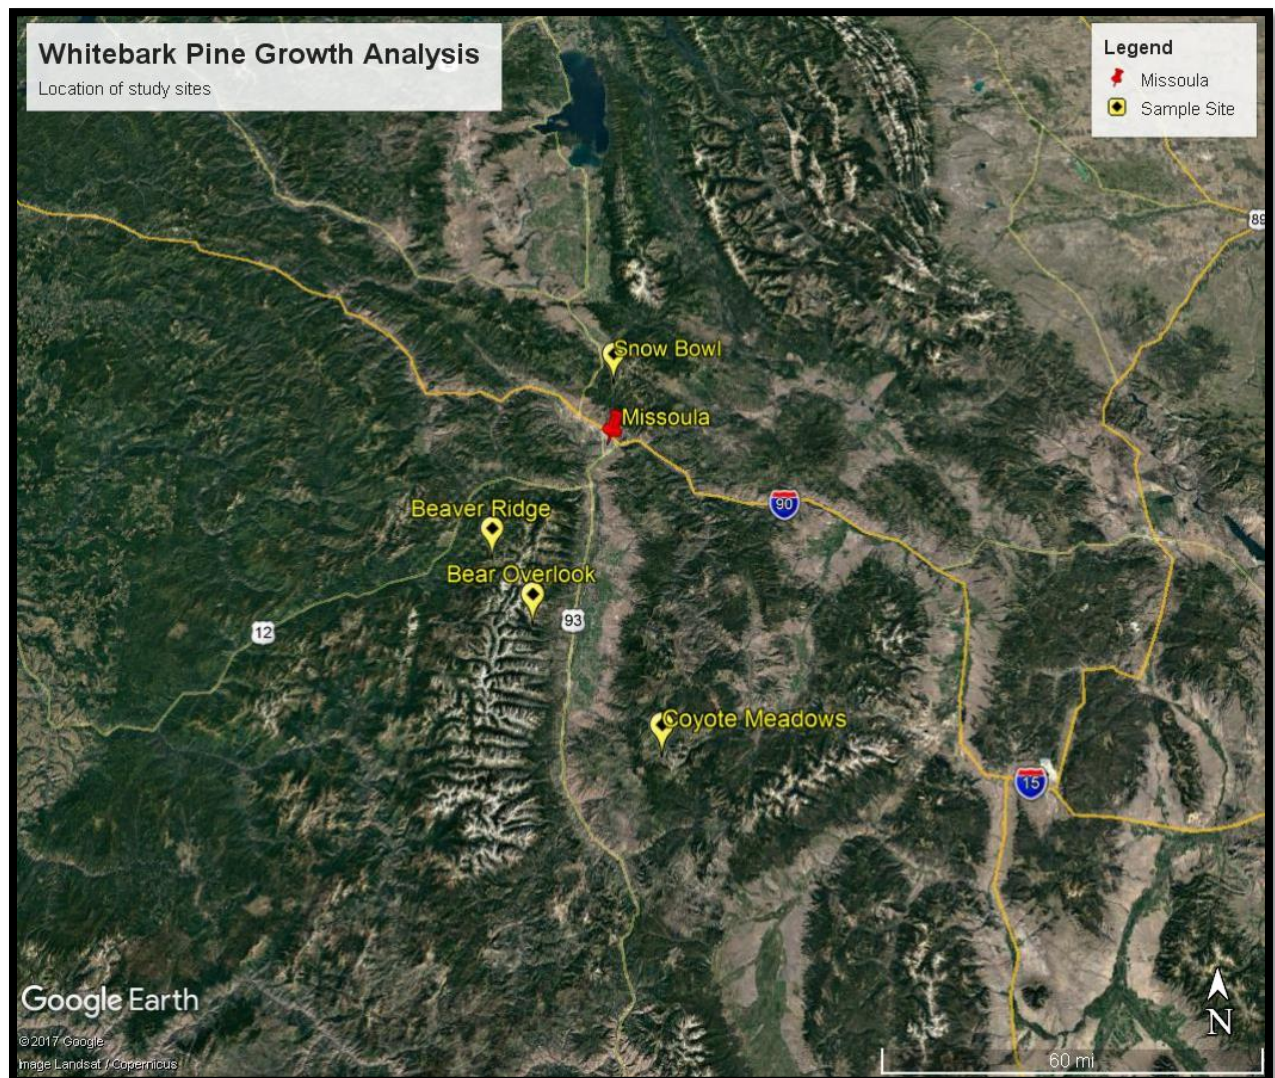 Whitebark Pine Growth Analysis
Location of study sites
Legend
Missoula
Sample Site
89
Snow Bowl
Missoula
Beaver Ridge
90
Bear Overlook
93
12
Coyote Meadows
15
Google Earth
N
© 2017 Google
Image Landsat / Copernicus
60 mi